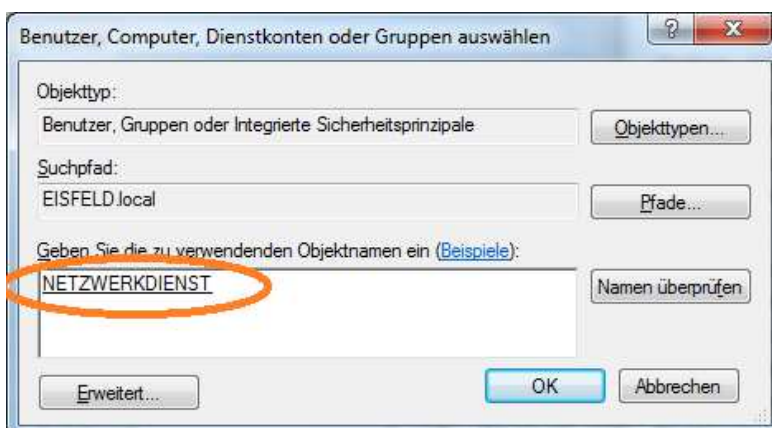 Benutzer, Computer, Dienstkonten oder Gruppen auswählen
Objekttyp:
Benutzer, Gruppen oder Integrierte Sicherheitsprinzipale
Objekttypen...
Suchpfad:
EISFELD.local
Pfade...
Geben Sie die zu verwendenden Objektnamen ein (Beispiele):
NETZWERKDIENST
Namen überprüfen
Erweitert...
OK
Abbrechen